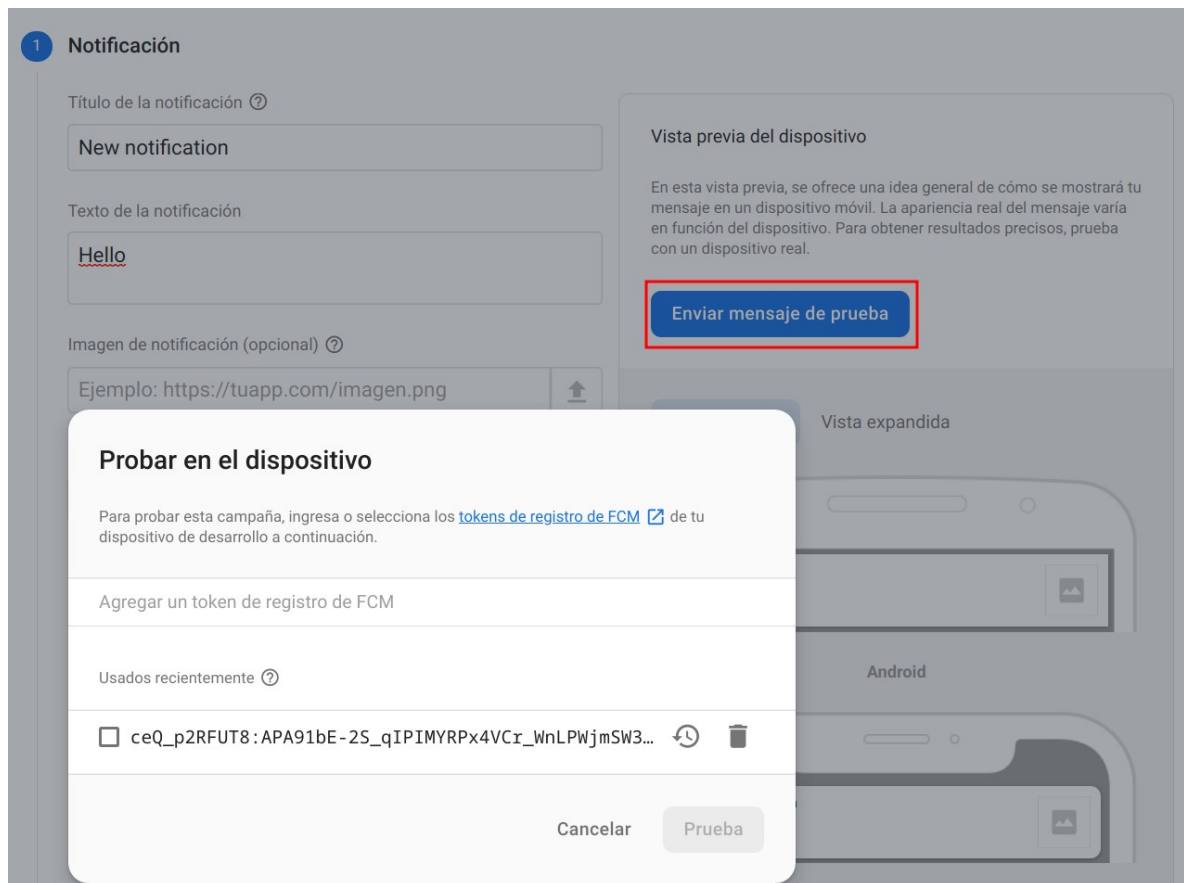 1 Notificación
Título de la notificación
New notification
Texto de la notificación
Hello
Imagen de notificación (opcional)
Ejemplo: https://tuapp.com/imagen.png
Vista previa del dispositivo
En esta vista previa, se ofrece una idea general de cómo se mostrará tu
mensaje en un dispositivo móvil. La apariencia real del mensaje varía
en función del dispositivo. Para obtener resultados precisos, prueba
con un dispositivo real.
Enviar mensaje de prueba
Vista expandida
Android
Probar en el dispositivo
Para probar esta campaña, ingresa o selecciona los tokens de registro de FCM de tu
dispositivo de desarrollo a continuación.
Agregar un token de registro de FCM
Usados recientemente
ceQ_p2RFUT8:APA91bE-2S_qIPIMYRPx4VCr_WnLPWjmSW3…
Cancelar
Prueba